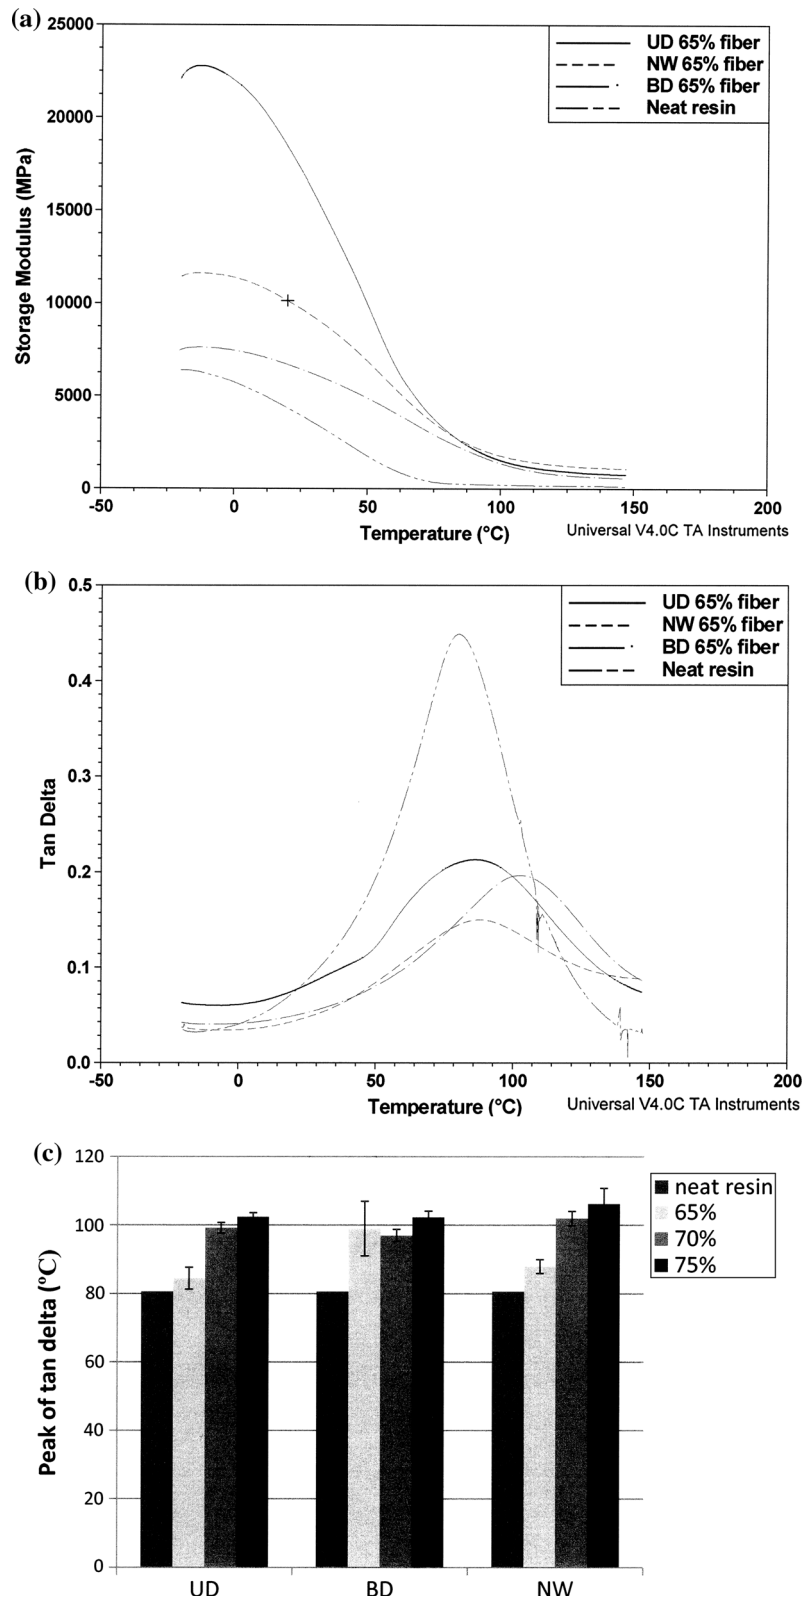 (a)
25000
20000
15000
10000
5000
0
Storage Modulus (MPa)
UD 65% fiber
NW 65% fiber
BD 65% fiber
Neat resin
-50 0 50 100 150 200
Temperature (°C)
Universal V4.0C TA Instruments
(b)
0.5
0.4
0.3
0.2
0.1
0.0
Tan Delta
UD 65% fiber
NW 65% fiber
BD 65% fiber
Neat resin
-50 0 50 100 150 200
Temperature (°C)
Universal V4.0C TA Instruments
(c)
120
100
80
60
40
20
0
Peak of tan delta (°C)
neat resin
65%
70%
75%
UD BD NW